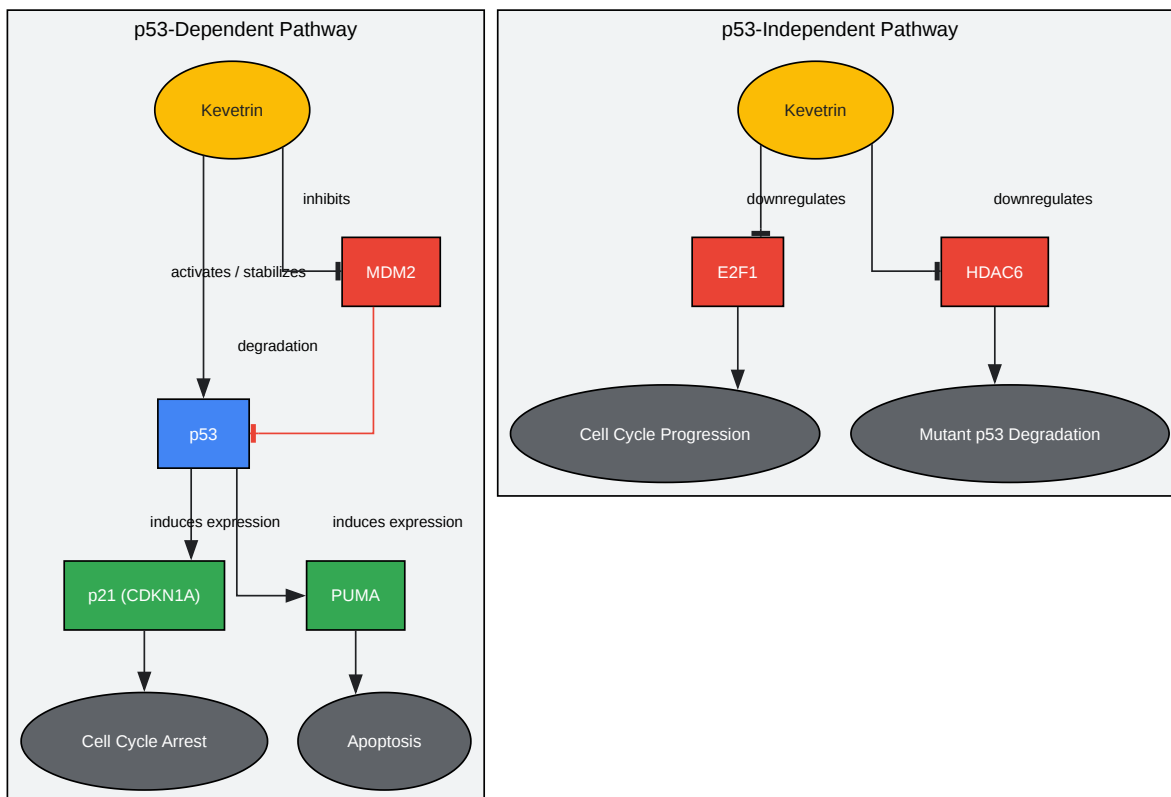 p53-Dependent Pathway
Kevetrin
inhibits
activates / stabilizes
MDM2
degradation
p53
induces expression
induces expression
p21 (CDKN1A)
PUMA
Cell Cycle Arrest
Apoptosis
p53-Independent Pathway
Kevetrin
downregulates
downregulates
E2F1
HDAC6
Cell Cycle Progression
Mutant p53 Degradation